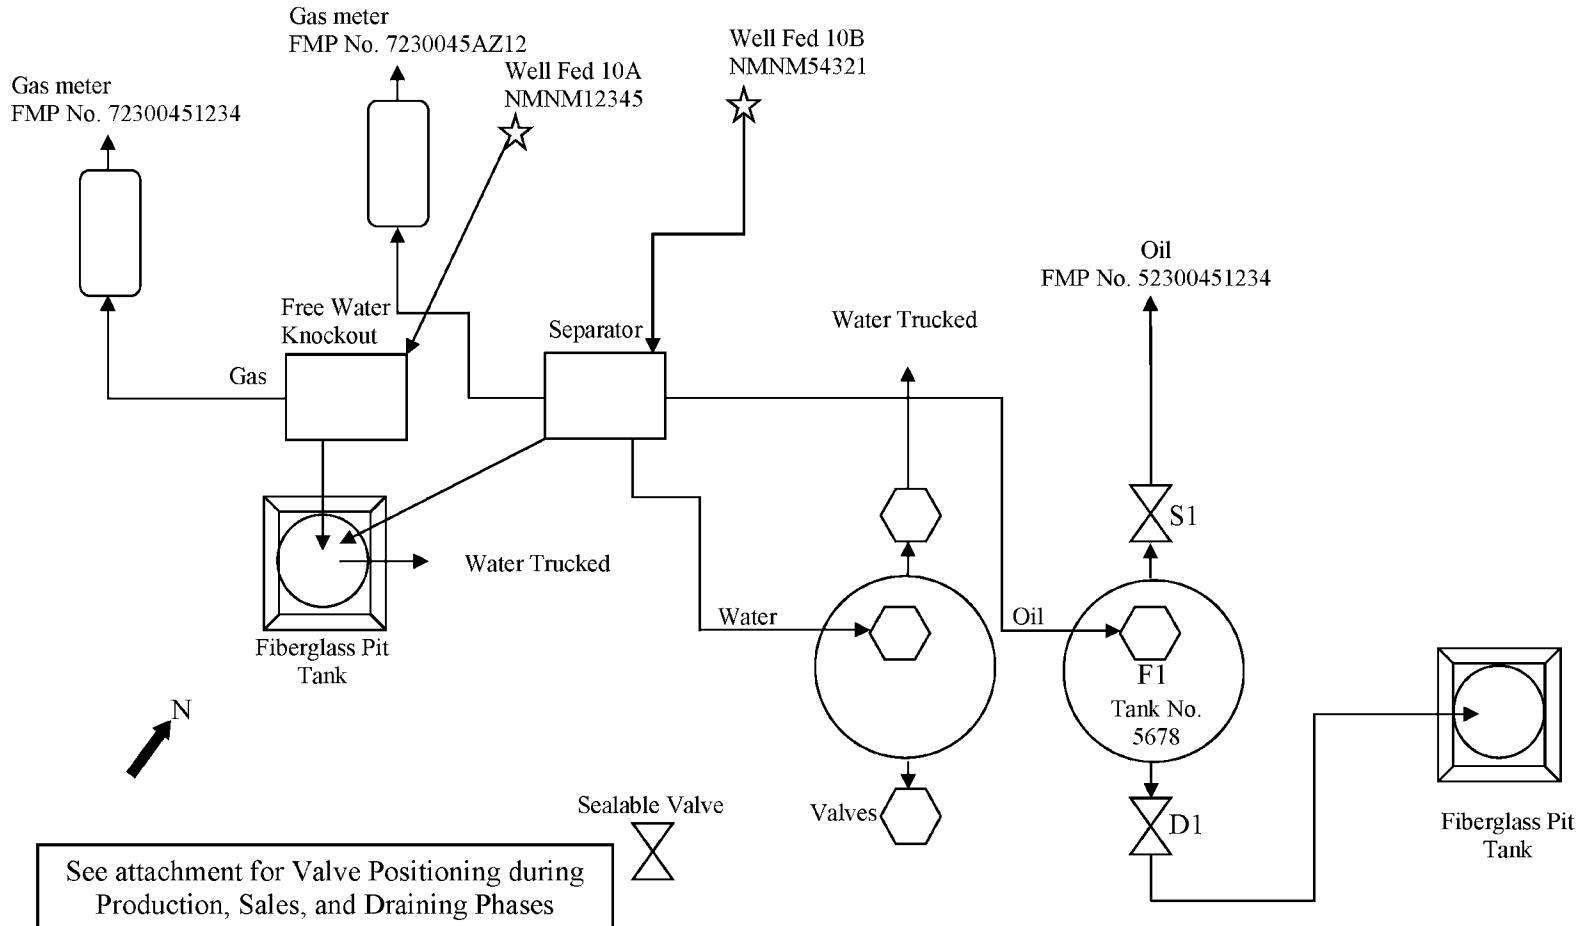 Gas meter
FMP No. 7230045AZ12
Well Fed 10B
NMNM54321
Well Fed 10A
NMNM12345
Gas meter
FMP No. 72300451234
Oil
FMP No. 52300451234
Free Water
Knockout
Separator
Water Trucked
Gas
S1
Water Trucked
Water
Oil
Fiberglass Pit
Tank
F1
Tank No.
5678
N
Sealable Valve
Valves
D1
Fiberglass Pit
Tank
See attachment for Valve Positioning during
Production, Sales, and Draining Phases